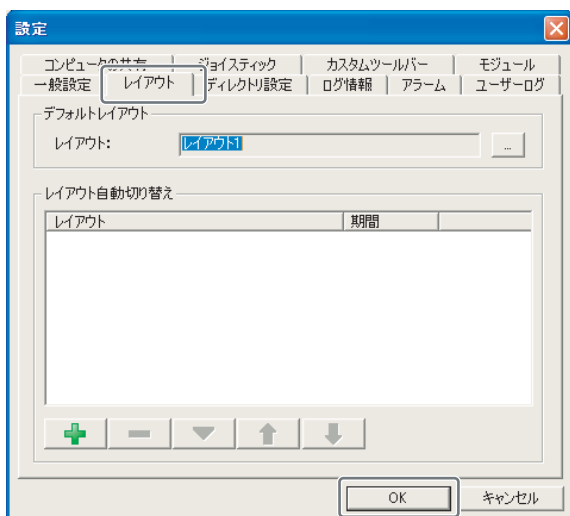 設定
コンピュータの共有 ジョイスティック カスタムツールバー モジュール
一般設定 レイアウト ディレクトリ設定 ログ情報 アラーム ユーザーログ
デフォルトレイアウト
レイアウト: レイアウト1 ...
レイアウト自動切り替え
レイアウト 期間
OK キャンセル